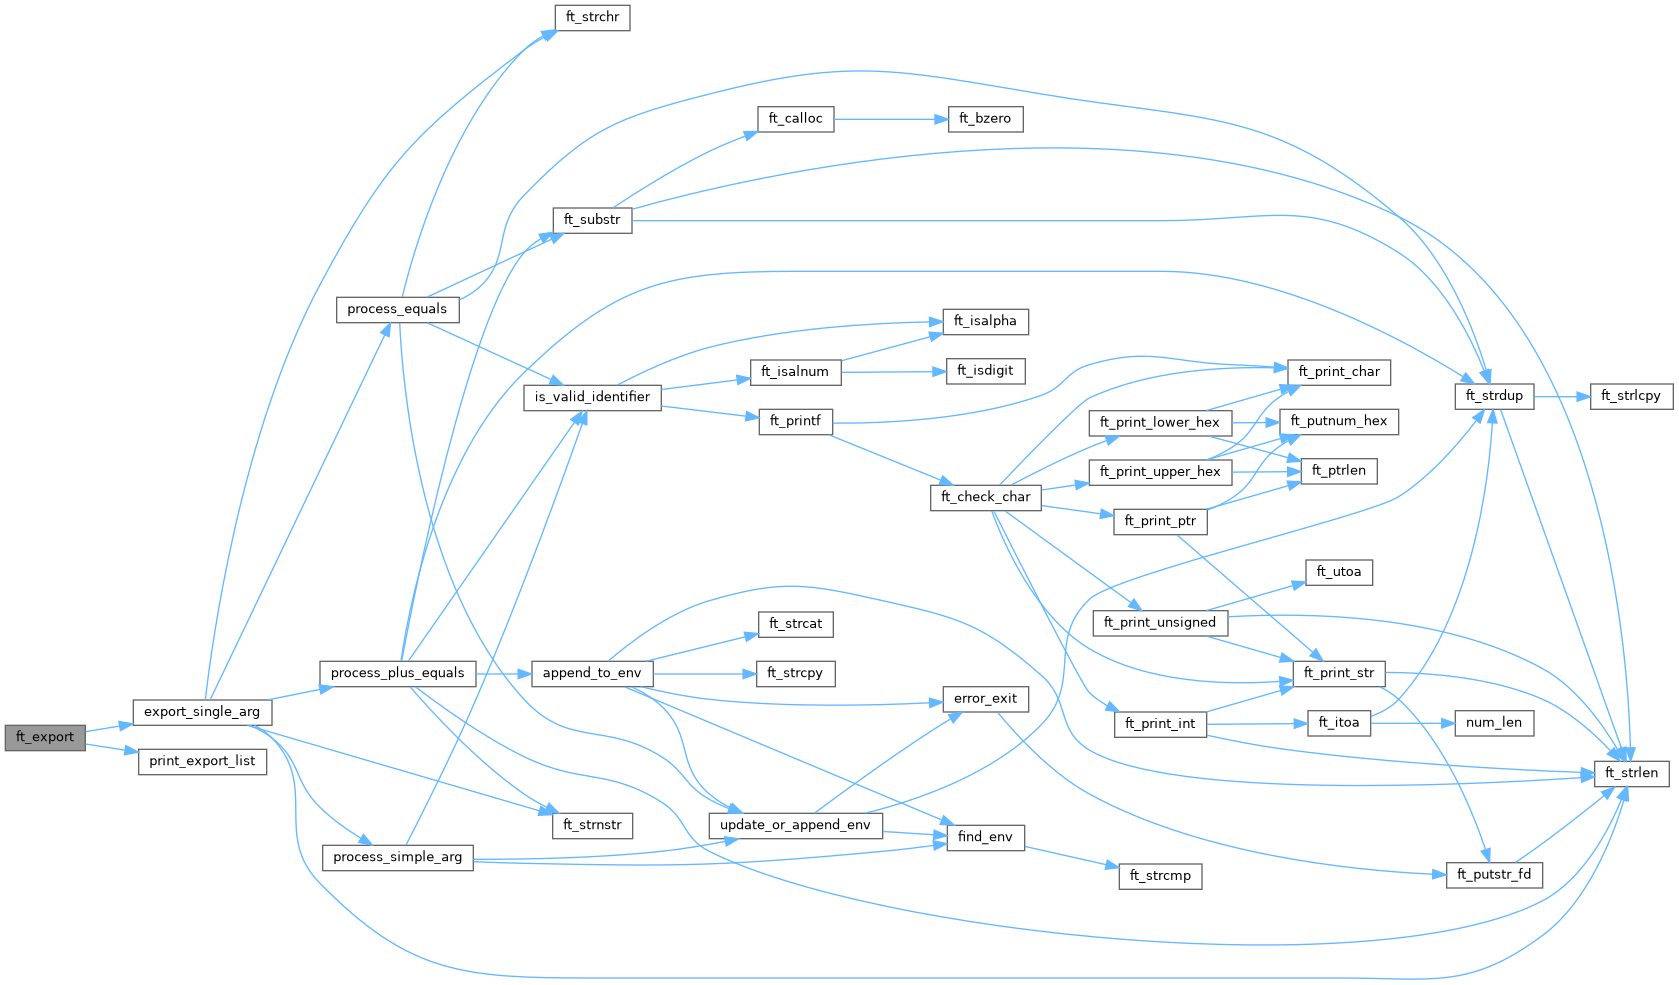 ft_strchr
ft_calloc
ft_bzero
ft_substr
process_equals
ft_isalpha
ft_isalnum
ft_isdigit
ft_print_char
is_valid_identifier
ft_strdup
ft_strlcpy
ft_printf
ft_print_lower_hex
ft_putnum_hex
ft_print_upper_hex
ft_ptrlen
ft_check_char
ft_print_ptr
ft_utoa
ft_print_unsigned
ft_strcat
process_plus_equals
append_to_env
ft_strcpy
ft_print_str
error_exit
export_single_arg
ft_print_int
ft_itoa
num_len
ft_export
print_export_list
ft_strlen
ft_strnstr
update_or_append_env
find_env
process_simple_arg
ft_strcmp
ft_putstr_fd